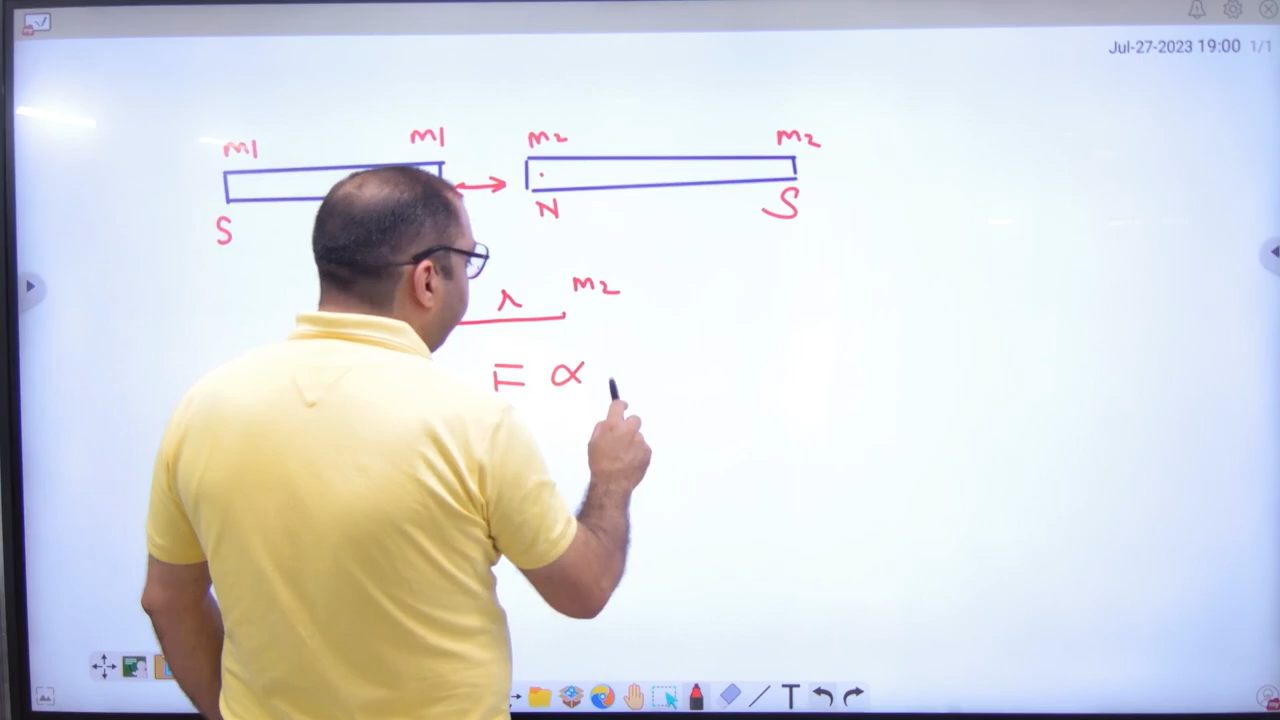 Jul-27-2023 19:00 1/1
m1 m1 m2 m2
S N S
r m2
F ∝
T